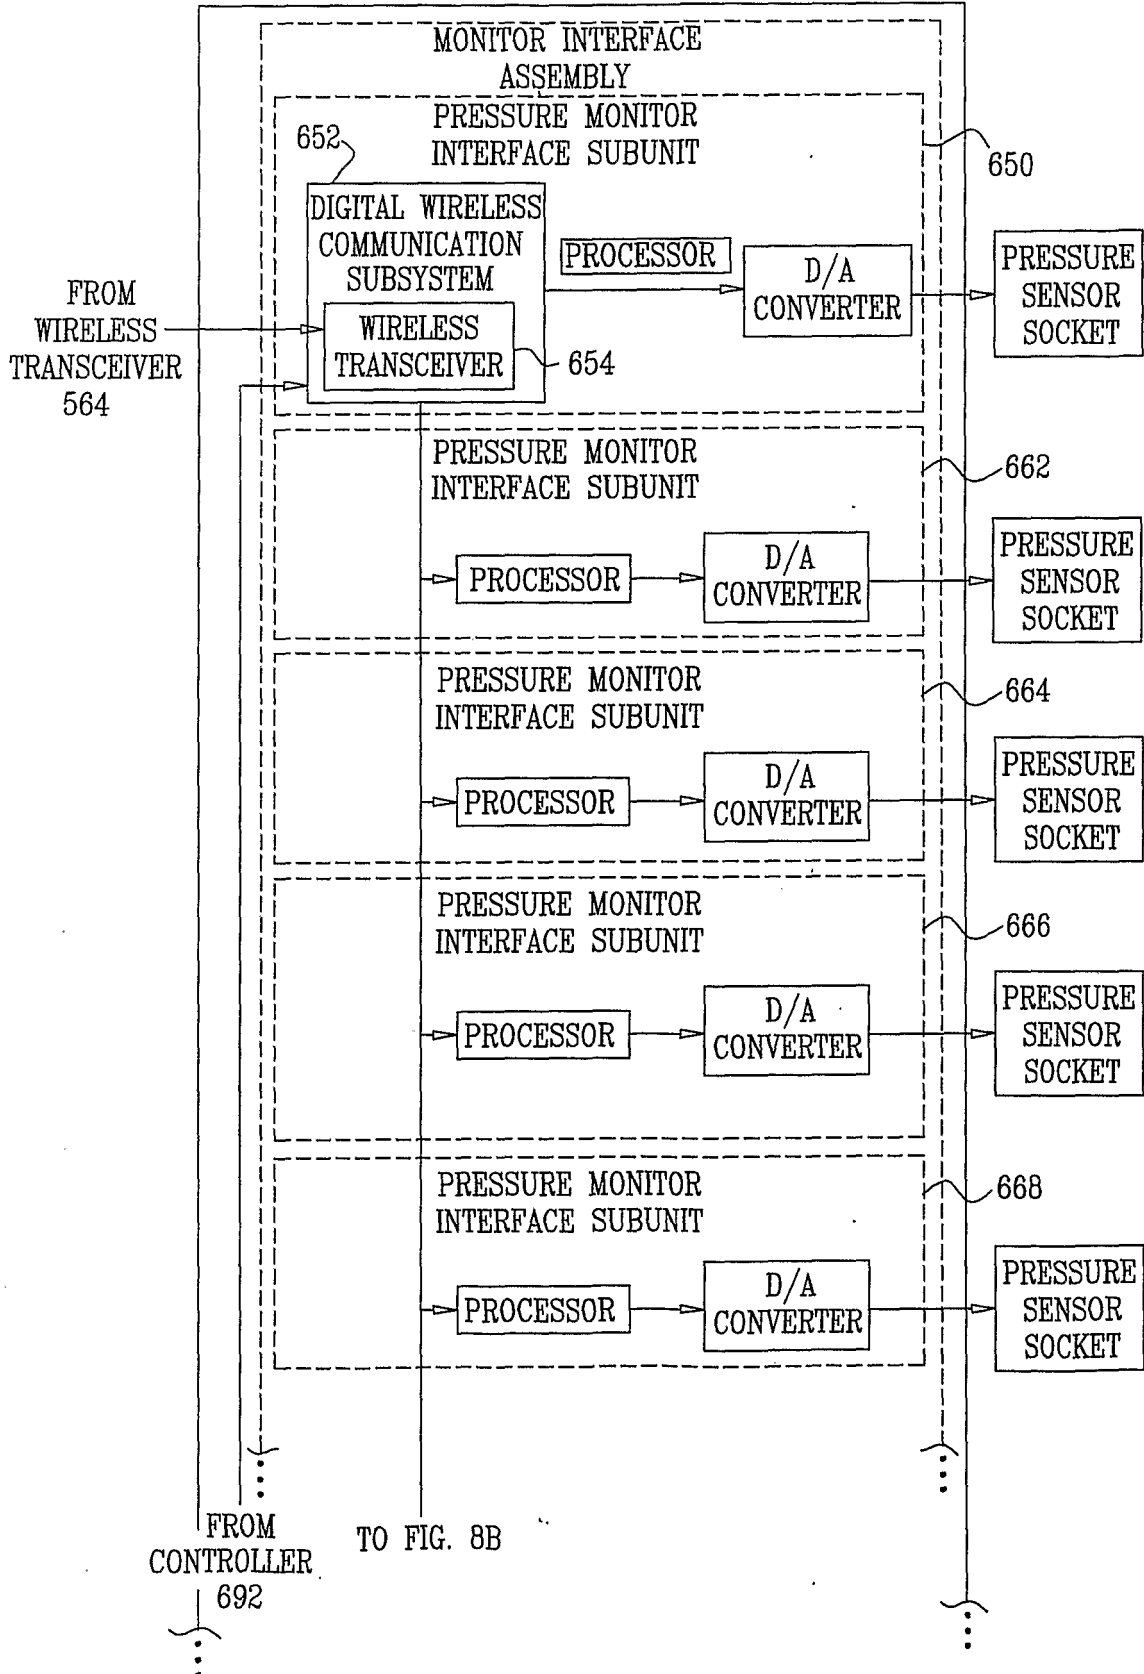 MONITOR INTERFACE
ASSEMBLY
PRESSURE MONITOR
INTERFACE SUBUNIT
652
650
DIGITAL WIRELESS
COMMUNICATION
SUBSYSTEM
WIRELESS
TRANSCEIVER
654
PROCESSOR
D/A
CONVERTER
PRESSURE
SENSOR
SOCKET
FROM
WIRELESS
TRANSCEIVER
564
PRESSURE MONITOR
INTERFACE SUBUNIT
662
PROCESSOR
D/A
CONVERTER
PRESSURE
SENSOR
SOCKET
PRESSURE MONITOR
INTERFACE SUBUNIT
664
PROCESSOR
D/A
CONVERTER
PRESSURE
SENSOR
SOCKET
PRESSURE MONITOR
INTERFACE SUBUNIT
666
PROCESSOR
D/A
CONVERTER
PRESSURE
SENSOR
SOCKET
PRESSURE MONITOR
INTERFACE SUBUNIT
668
PROCESSOR
D/A
CONVERTER
PRESSURE
SENSOR
SOCKET
FROM
CONTROLLER
692
TO FIG. 8B